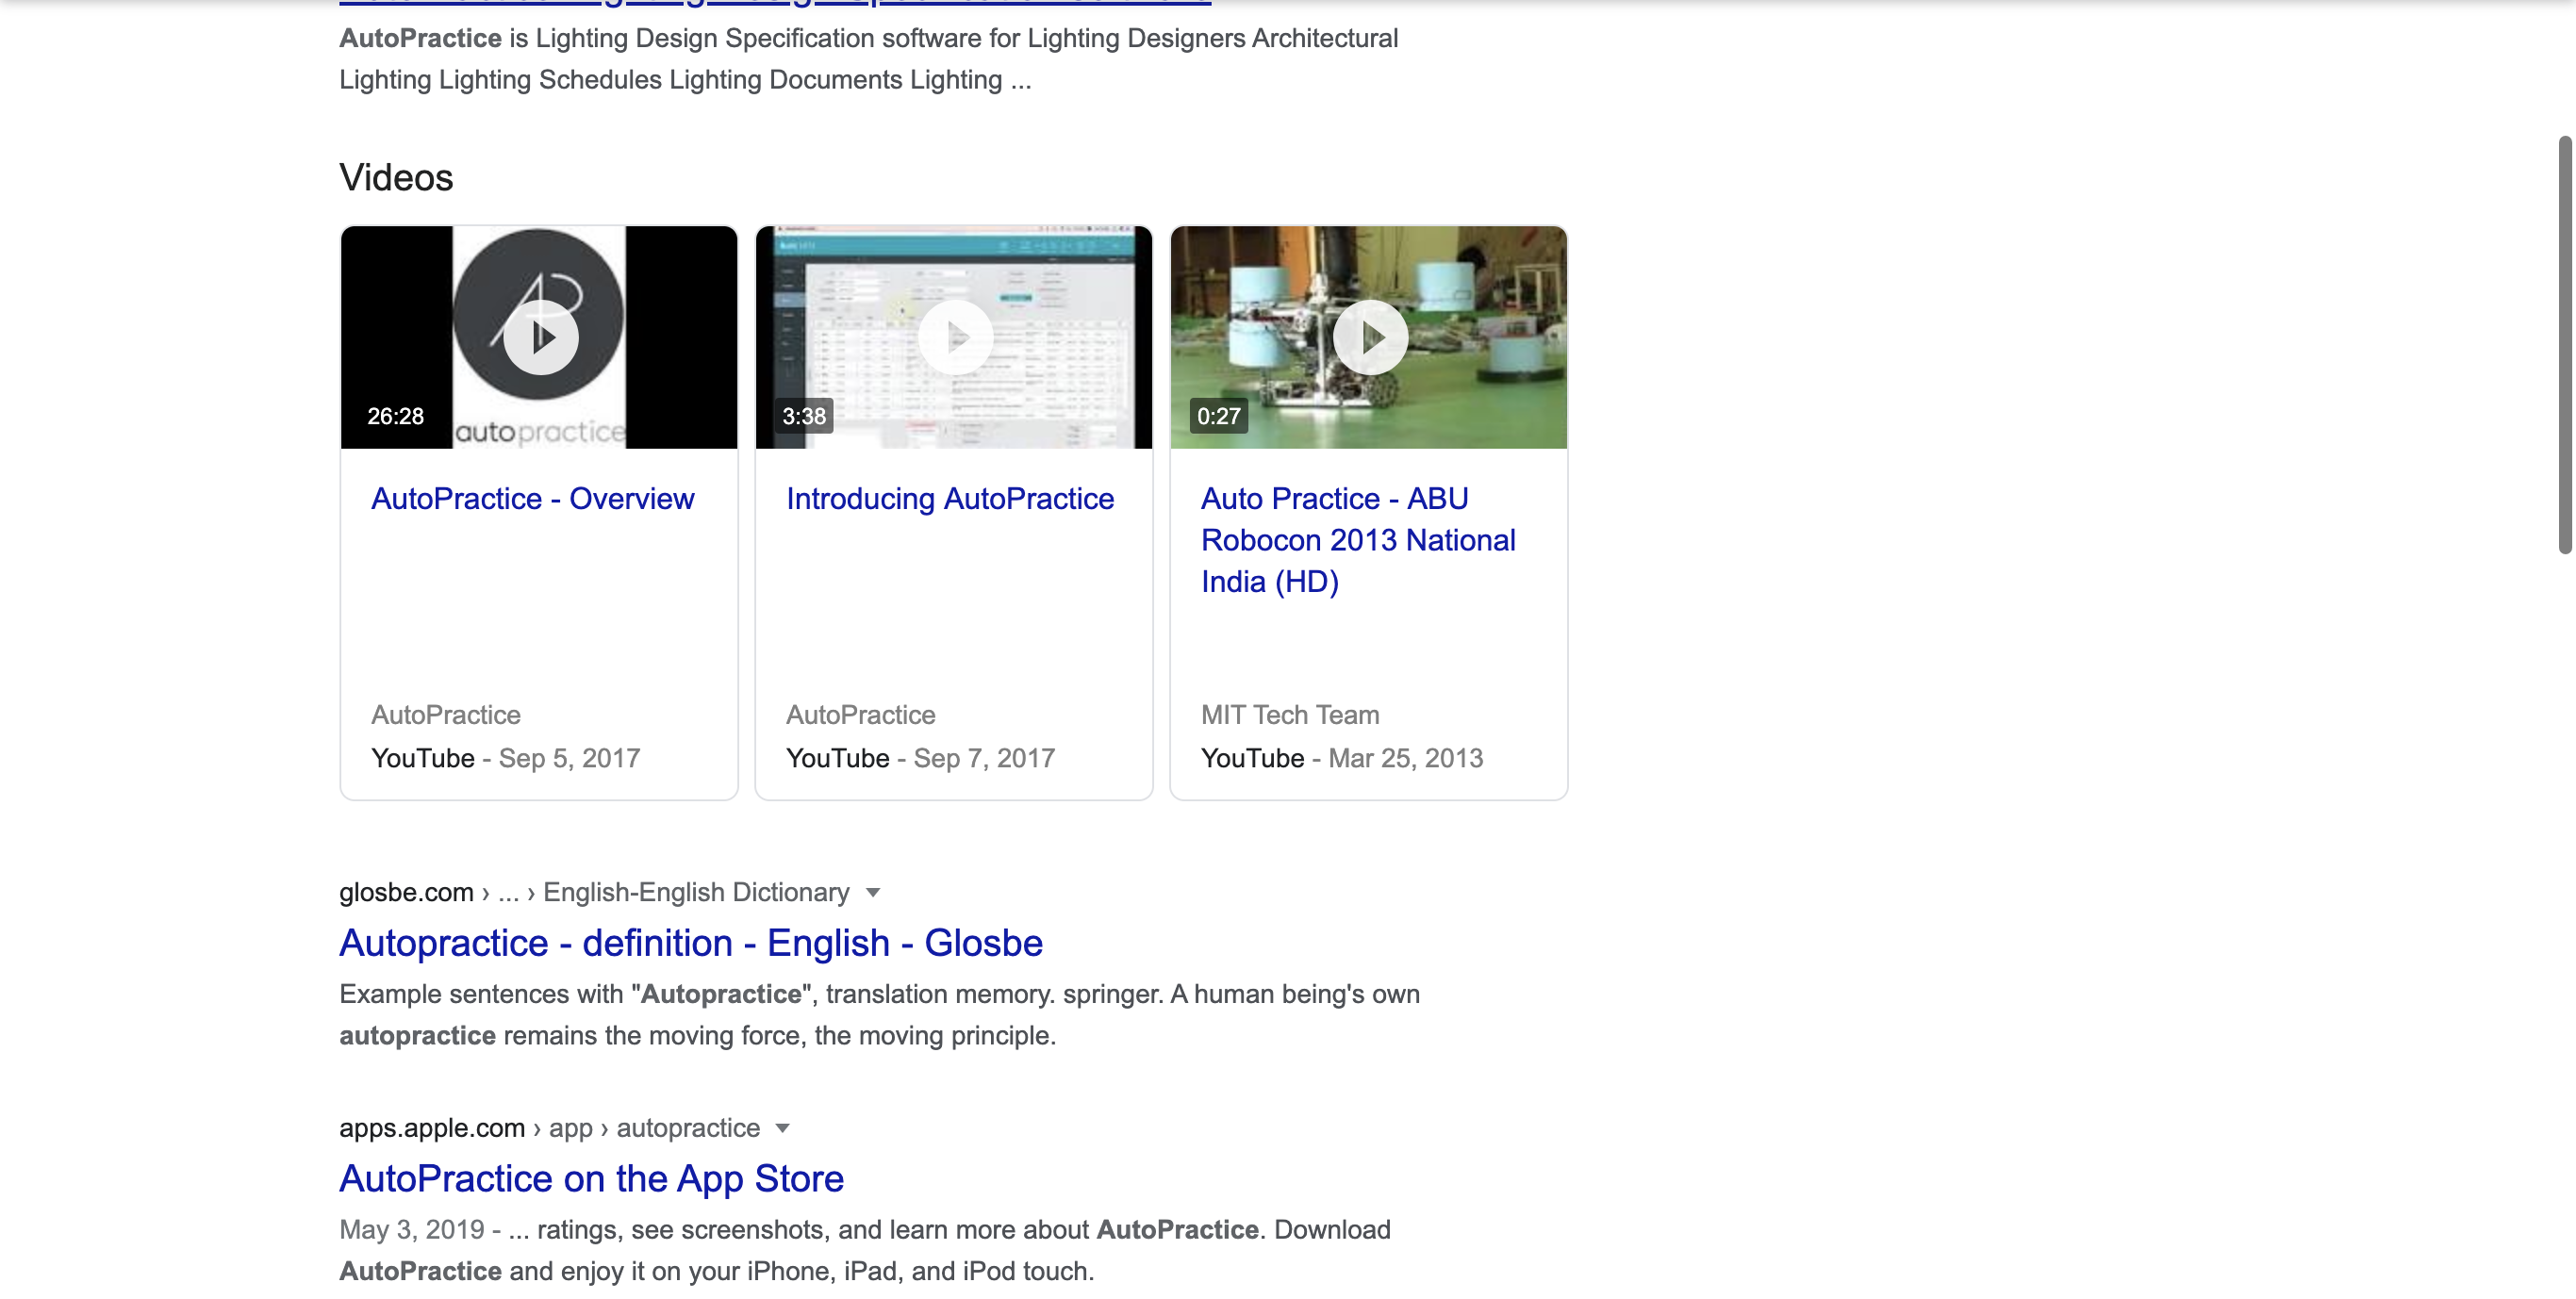 AutoPractice is Lighting Design Specification software for Lighting Designers Architectural
Lighting Lighting Schedules Lighting Documents Lighting ...
Videos
26:28
autopractice
3:38
0:27
AutoPractice - Overview
AutoPractice
YouTube - Sep 5, 2017
Introducing AutoPractice
AutoPractice
YouTube - Sep 7, 2017
Auto Practice - ABU
Robocon 2013 National
India (HD)
MIT Tech Team
YouTube - Mar 25, 2013
glosbe.com › ... › English-English Dictionary
Autopractice - definition - English - Glosbe
Example sentences with "Autopractice", translation memory. springer. A human being's own
autopractice remains the moving force, the moving principle.
apps.apple.com › app › autopractice
AutoPractice on the App Store
May 3, 2019 - ... ratings, see screenshots, and learn more about AutoPractice. Download
AutoPractice and enjoy it on your iPhone, iPad, and iPod touch.